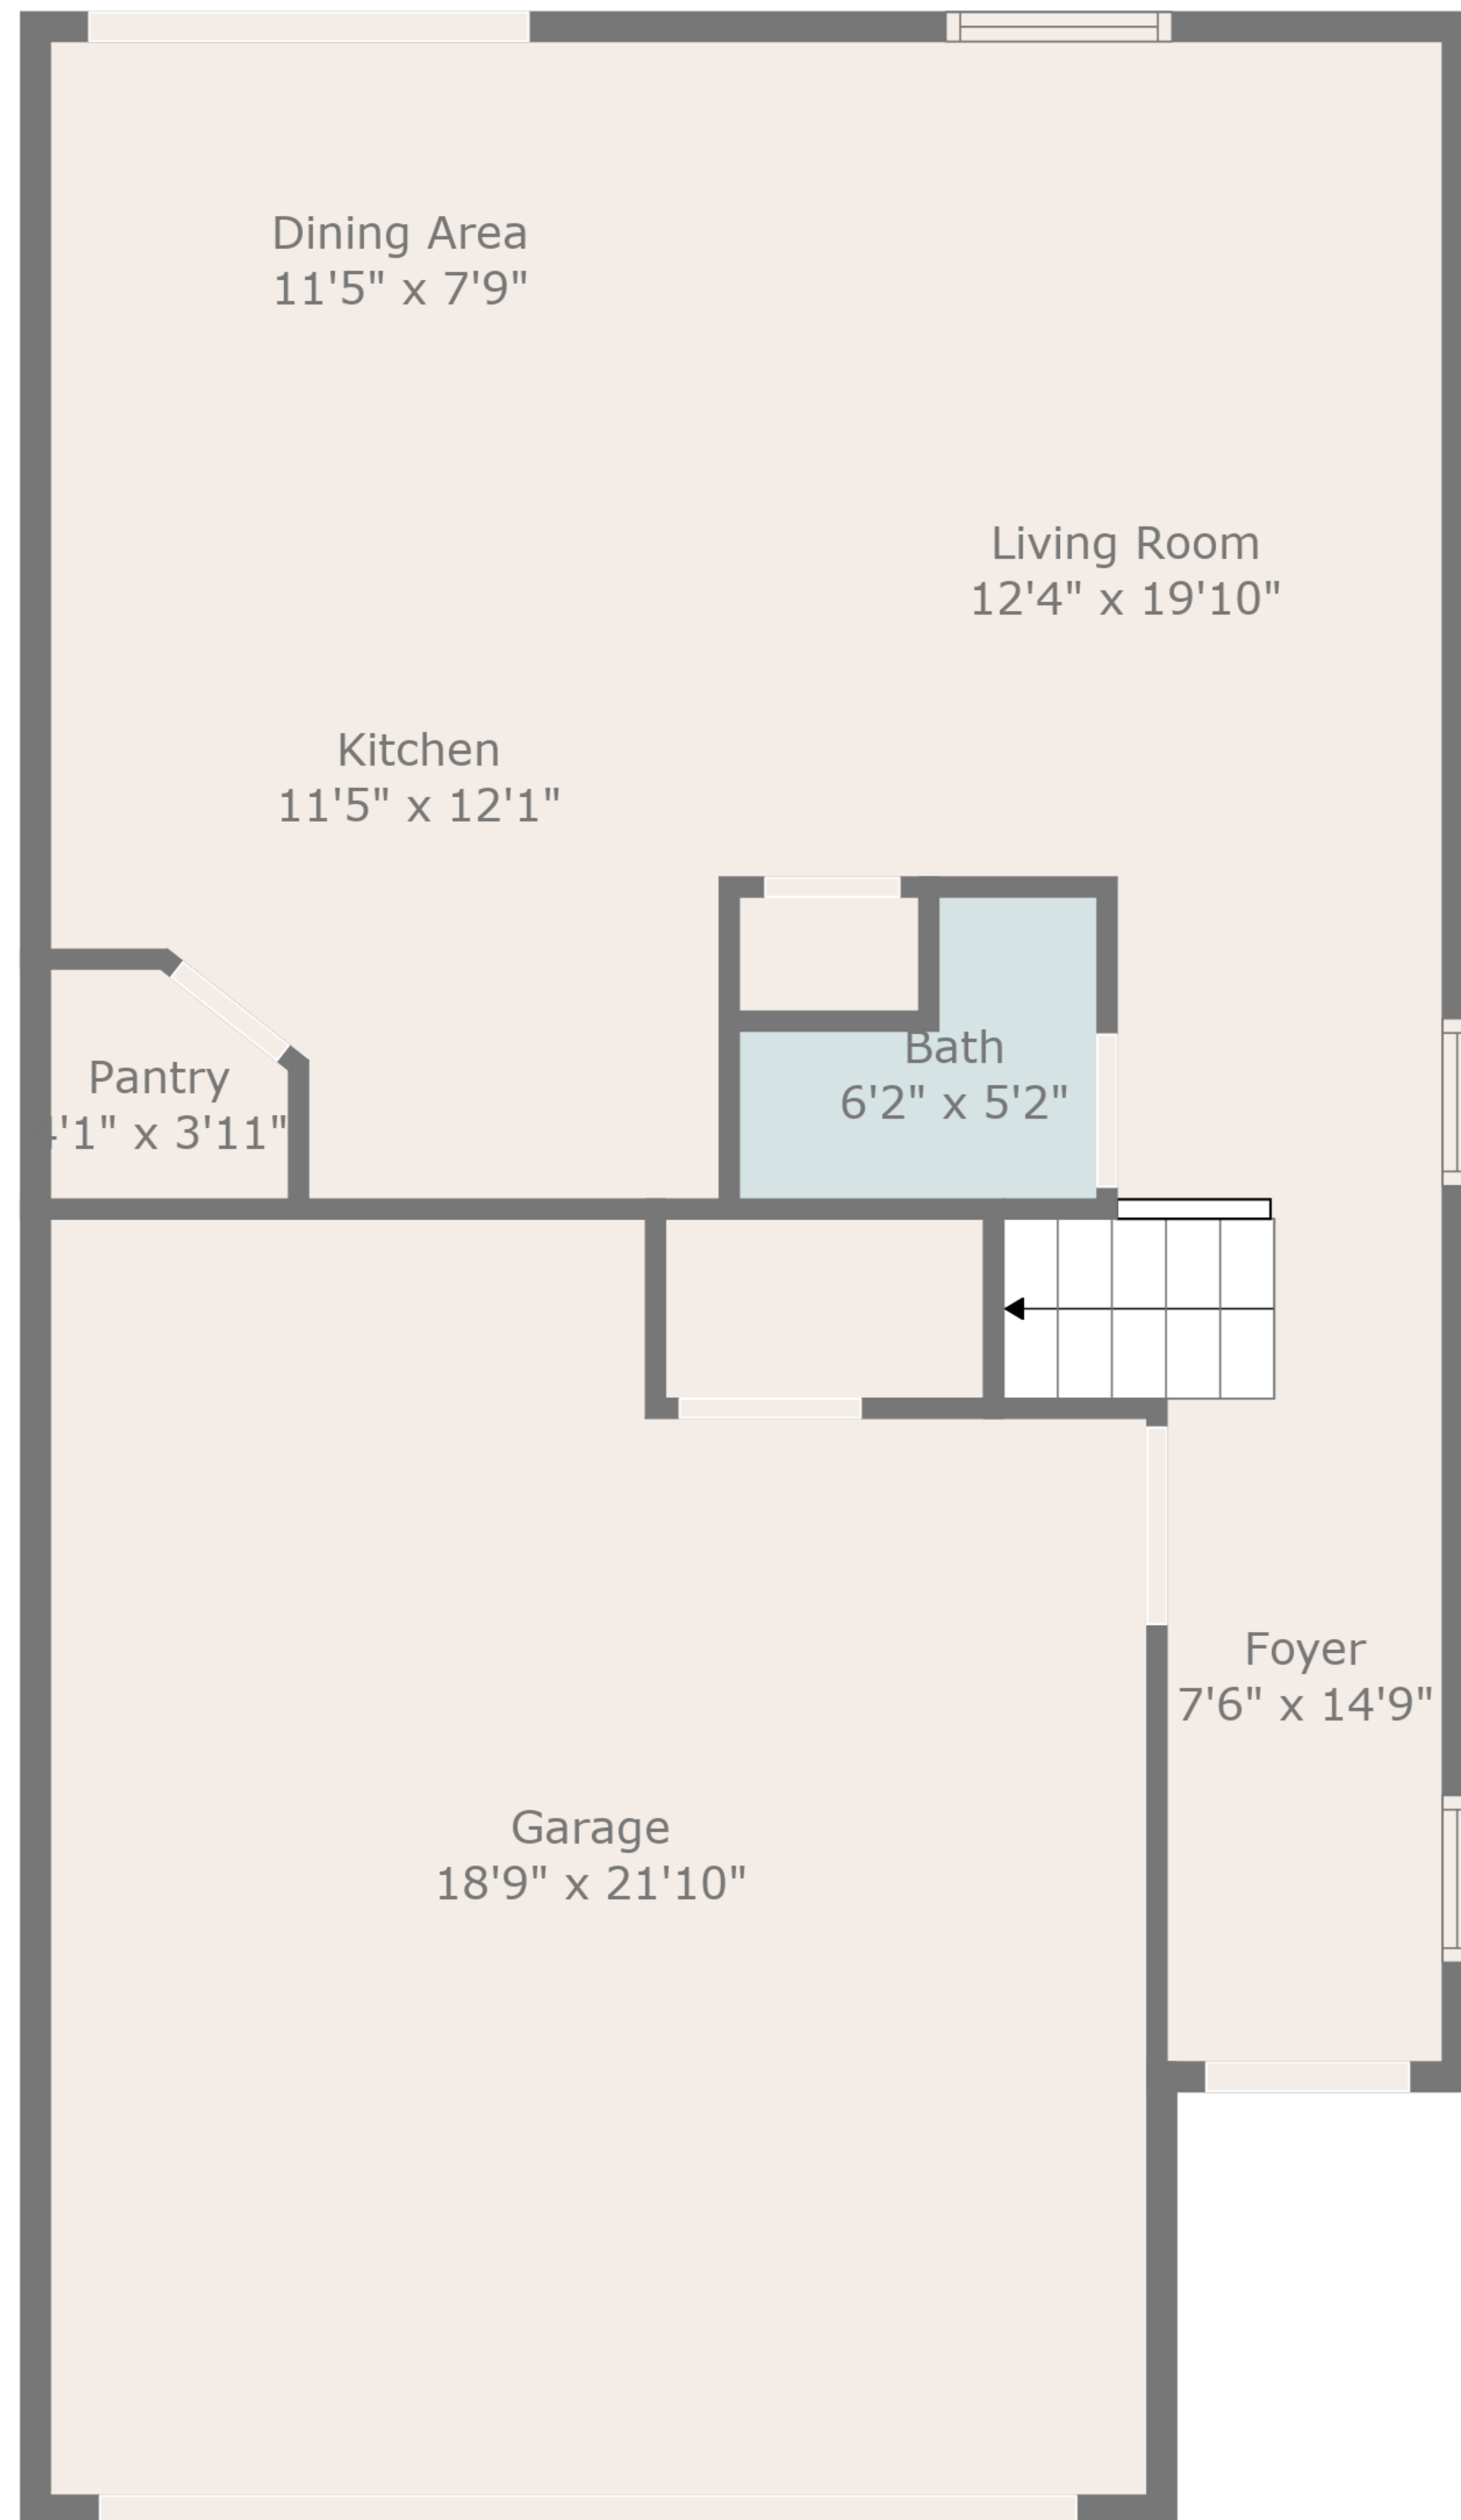 Dining Area
11'5" x 7'9"
Living Room
12'4" x 19'10"
Kitchen
11'5" x 12'1"
Bath
6'2" x 5'2"
Pantry
4'1" x 3'11"
Foyer
7'6" x 14'9"
Garage
18'9" x 21'10"